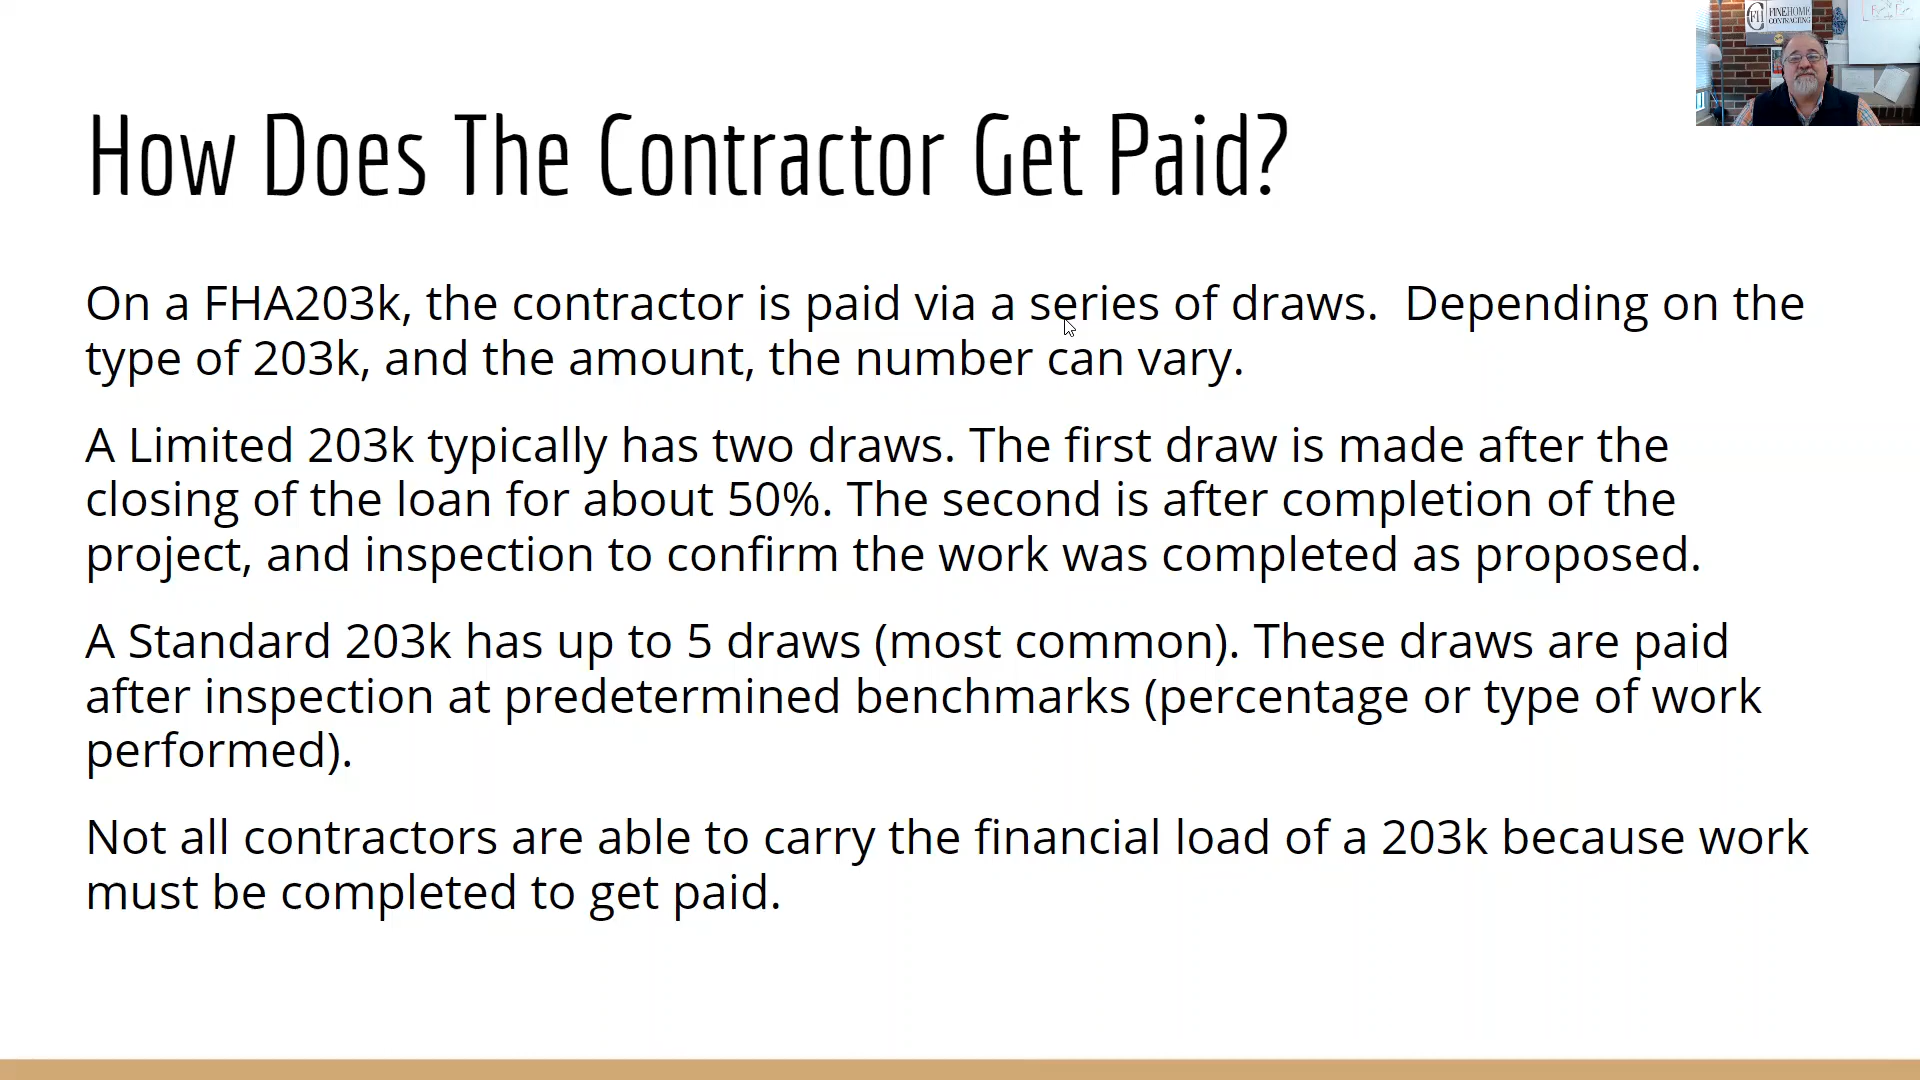 FINEHOME
CONTRACTING
How Does The Contractor Get Paid?
On a FHA203k, the contractor is paid via a series of draws.  Depending on the
type of 203k, and the amount, the number can vary.
A Limited 203k typically has two draws. The first draw is made after the
closing of the loan for about 50%. The second is after completion of the
project, and inspection to confirm the work was completed as proposed.
A Standard 203k has up to 5 draws (most common). These draws are paid
after inspection at predetermined benchmarks (percentage or type of work
performed).
Not all contractors are able to carry the financial load of a 203k because work
must be completed to get paid.